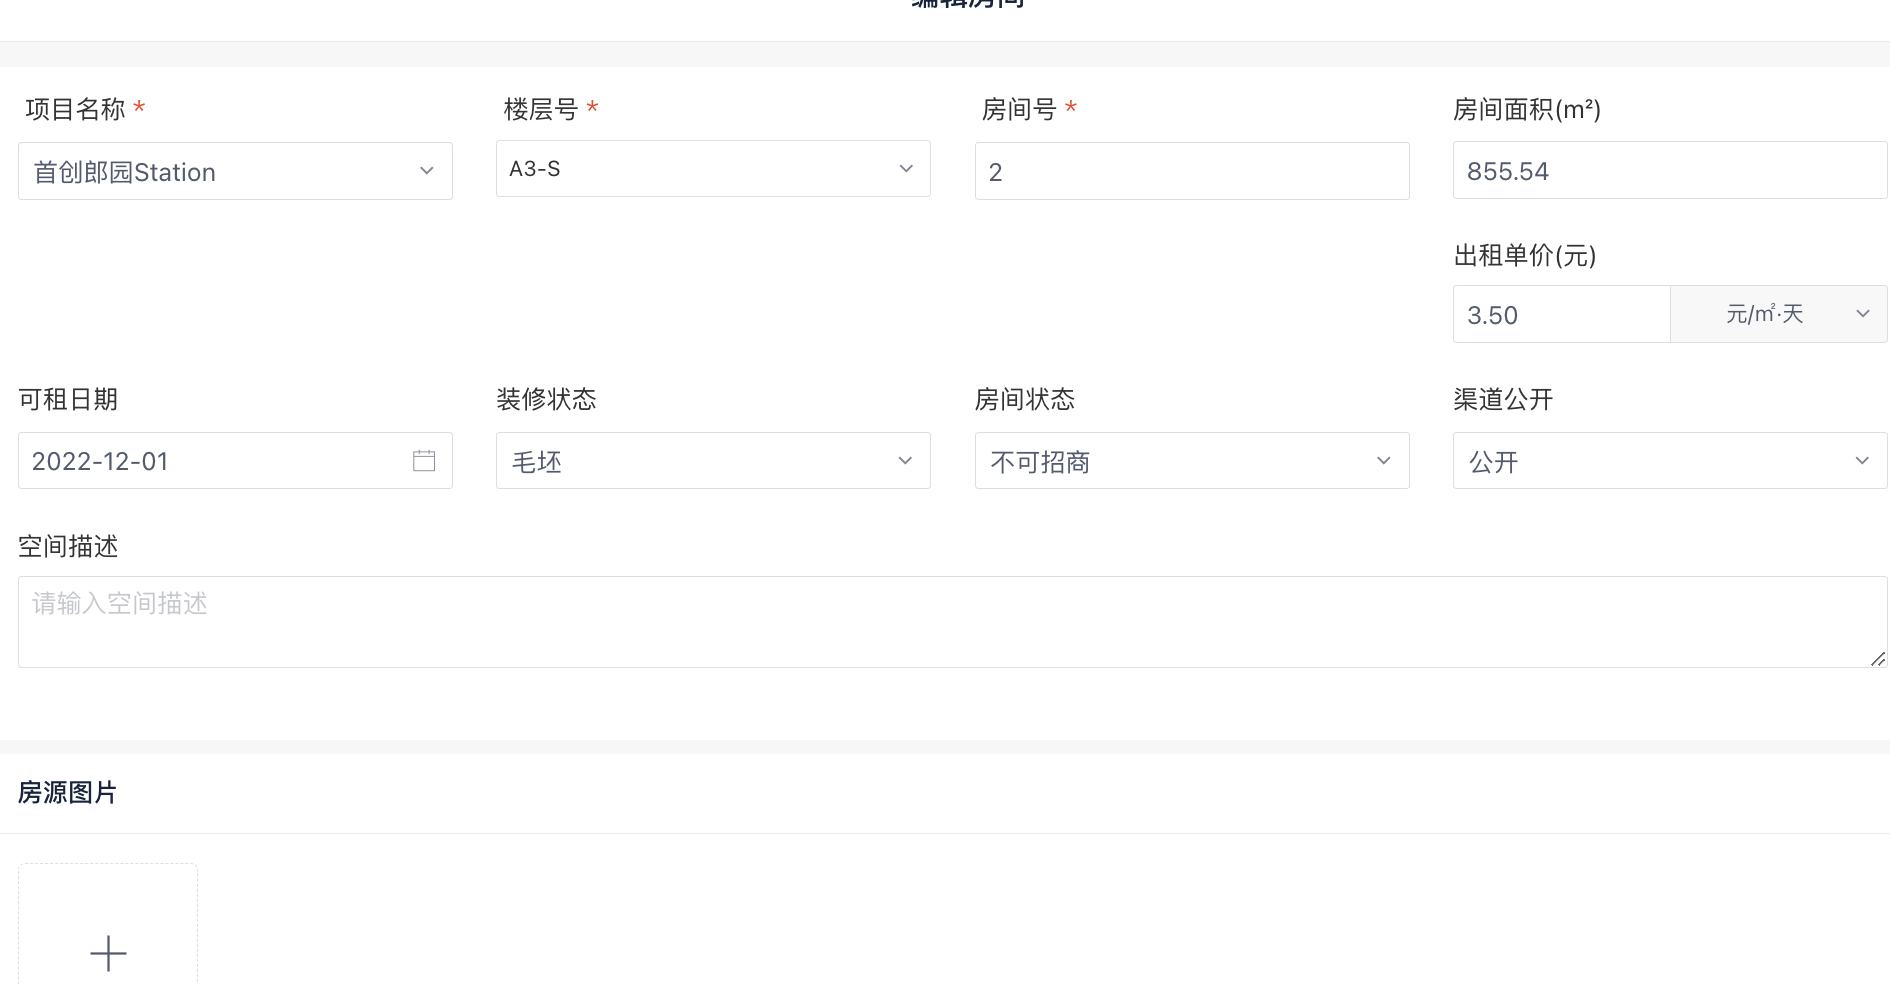 编辑房间
项目名称 *
楼层号 *
房间号 *
房间面积(m²)
首创郎园Station
A3-S
2
855.54
出租单价(元)
3.50
元/㎡·天
可租日期
装修状态
房间状态
渠道公开
2022-12-01
毛坯
不可招商
公开
空间描述
请输入空间描述
房源图片